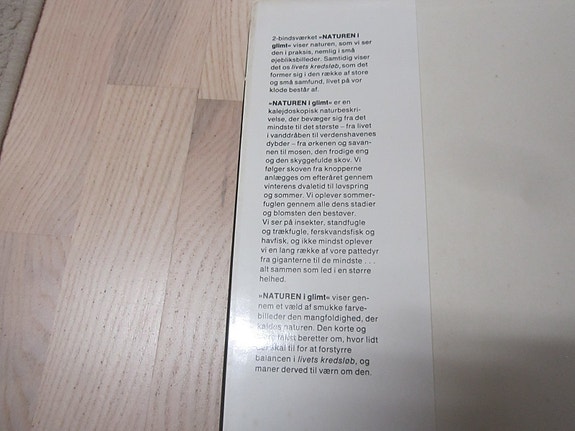 2-bindsværket »NATUREN i
glimt« viser naturen, som vi ser
den i praksis, nemlig i små
øjebliksbilleder. Samtidig viser
det os livets kredsløb, som det
former sig i den række af store
og små samfund, livet på vor
klode består af.
»NATUREN i glimt« er en
kalejdoskopisk naturbeskri-
velse, der bevæger sig fra det
mindste til det største – fra livet
i vanddråben til verdenshavenes
dybder – fra ørkenen og savan-
nen til mosen, den frodige eng
og den skyggefulde skov. Vi
følger skoven fra knopperne
anlægges om efteråret gennem
vinterens dvaletid til løvspring
og sommer. Vi oplever sommer-
fuglen gennem alle dens stadier
og blomsten den bestøver.
Vi ser på insekter, standfugle
og trækfugle, ferskvandsfisk og
havfisk, og ikke mindst oplever
vi en lang række af vore pattedyr
fra giganterne til de mindste . . .
alt sammen som led i en større
helhed.
»NATUREN i glimt« viser gen-
nem et væld af smukke farve-
billeder den mangfoldighed, der
kaldes naturen. Den korte og
tekst beretter om, hvor lidt
der skal til for at forstyrre
balancen i livets kredsløb, og
maner derved til værn om den.